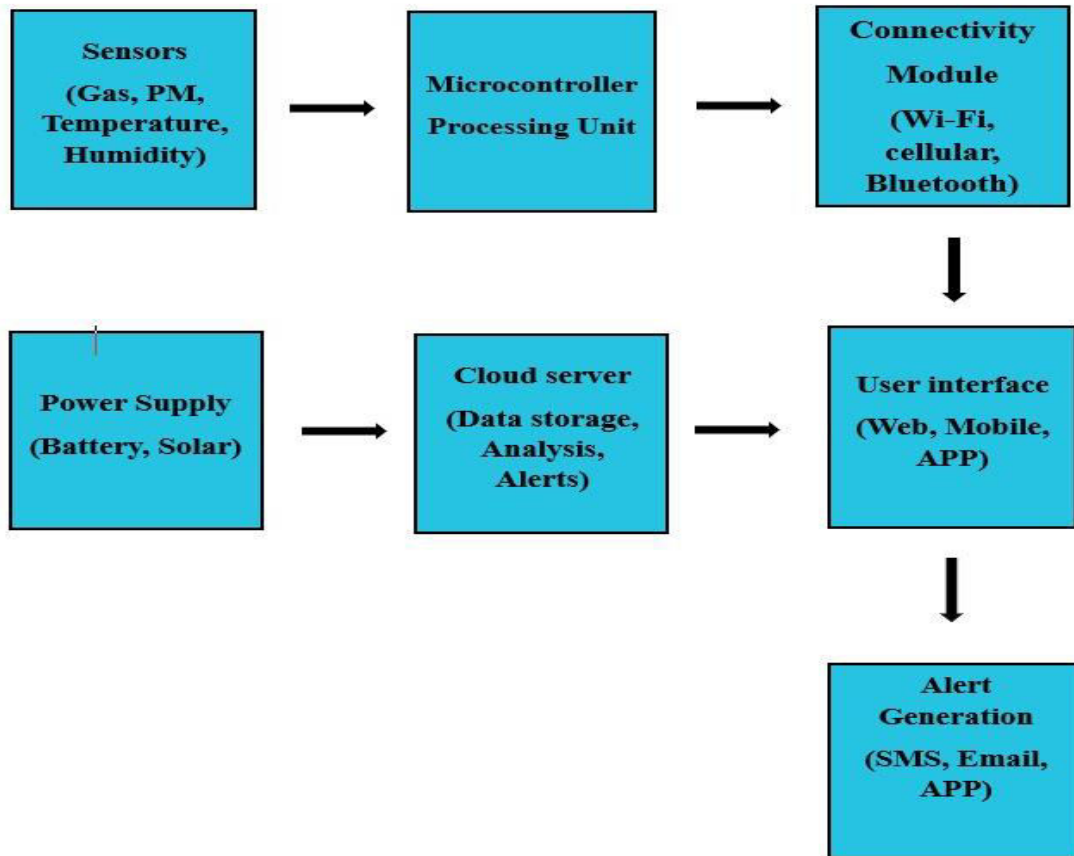 Sensors
(Gas, PM,
Temperature,
Humidity)
Microcontroller
Processing Unit
Connectivity
Module
(Wi-Fi,
cellular,
Bluetooth)
Power Supply
(Battery, Solar)
Cloud server
(Data storage,
Analysis,
Alerts)
User interface
(Web, Mobile,
APP)
Alert
Generation
(SMS, Email,
APP)